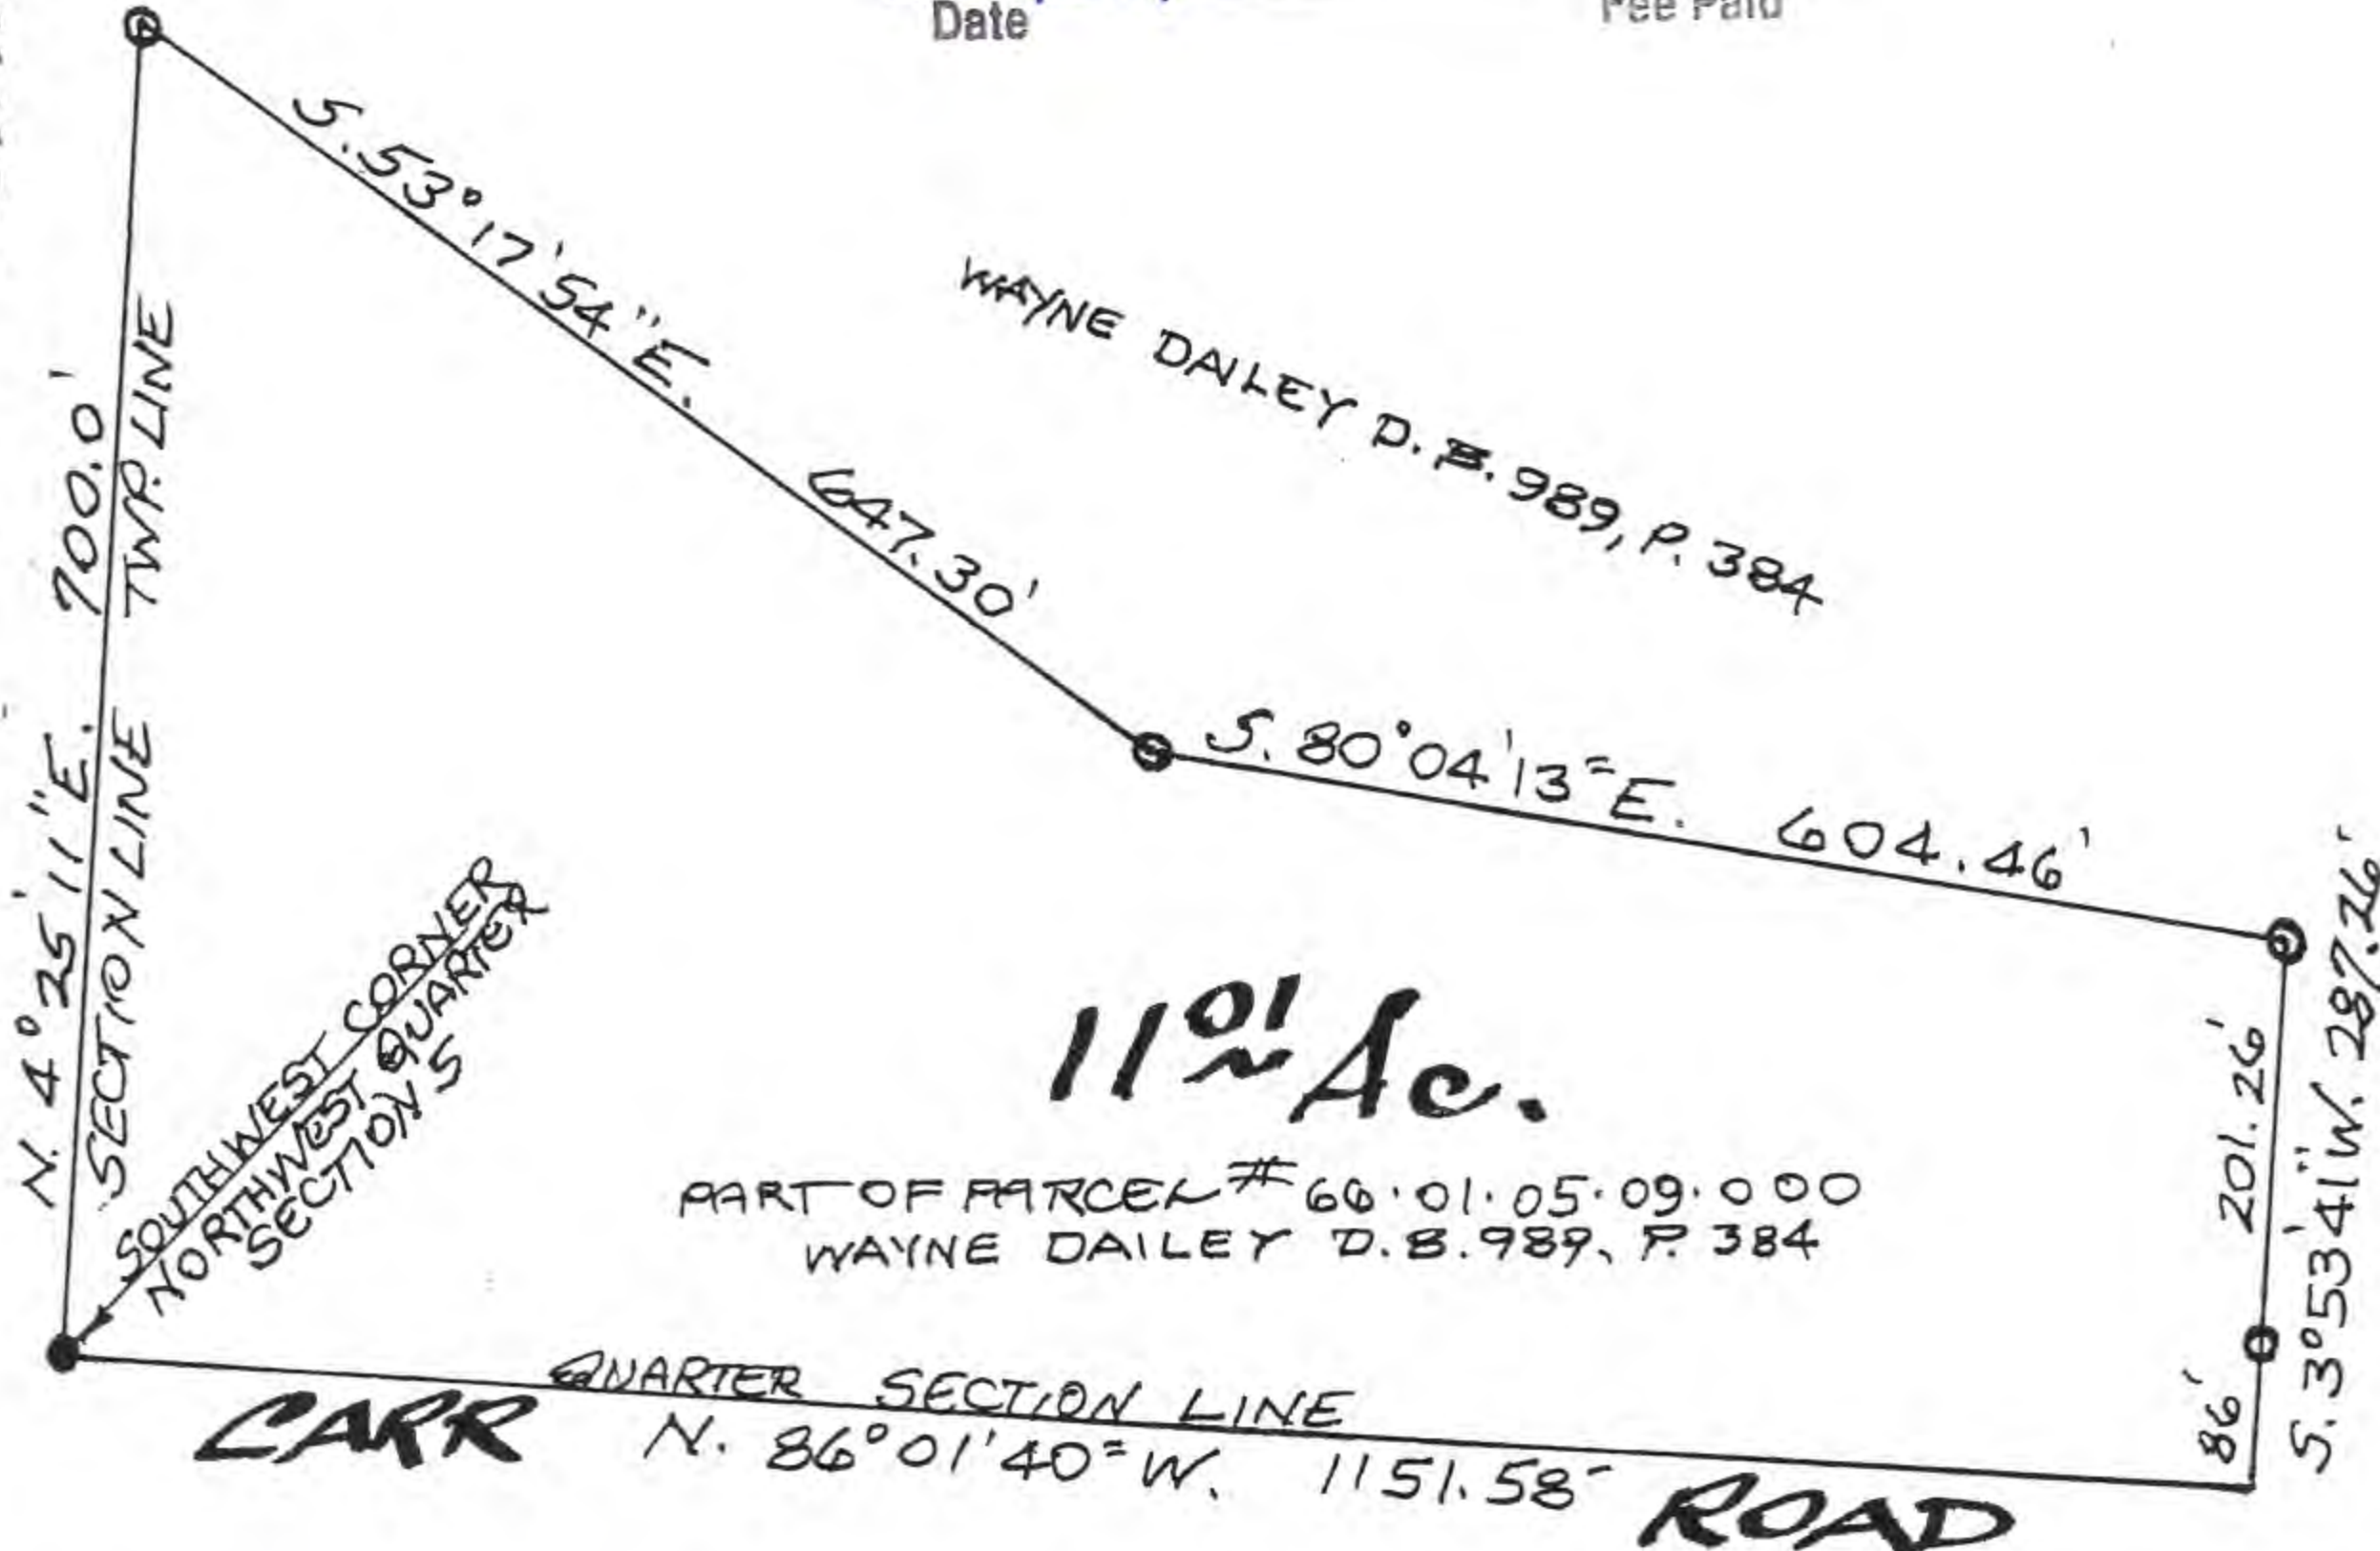 Date
Fee Paid
S. 53° 17' 54" E. 647.30'
WAYNE DAILEY D.B. 989, P. 384
N. 4° 25' 11" E. 700.0'
SECTION LINE TWP. LINE
S. 80° 04' 13" E. 604.46'
SOUTHWEST CORNER
NORTHWEST QUARTER
SECTION 5
11 01 Ac.
201.26'
S. 3° 53' 41" W. 287.26'
86'
PART OF PARCEL # 66.01.05.09.000
WAYNE DAILEY D.B. 989, P. 384
QUARTER SECTION LINE
CARR ROAD
N. 86° 01' 40" W. 1151.58'